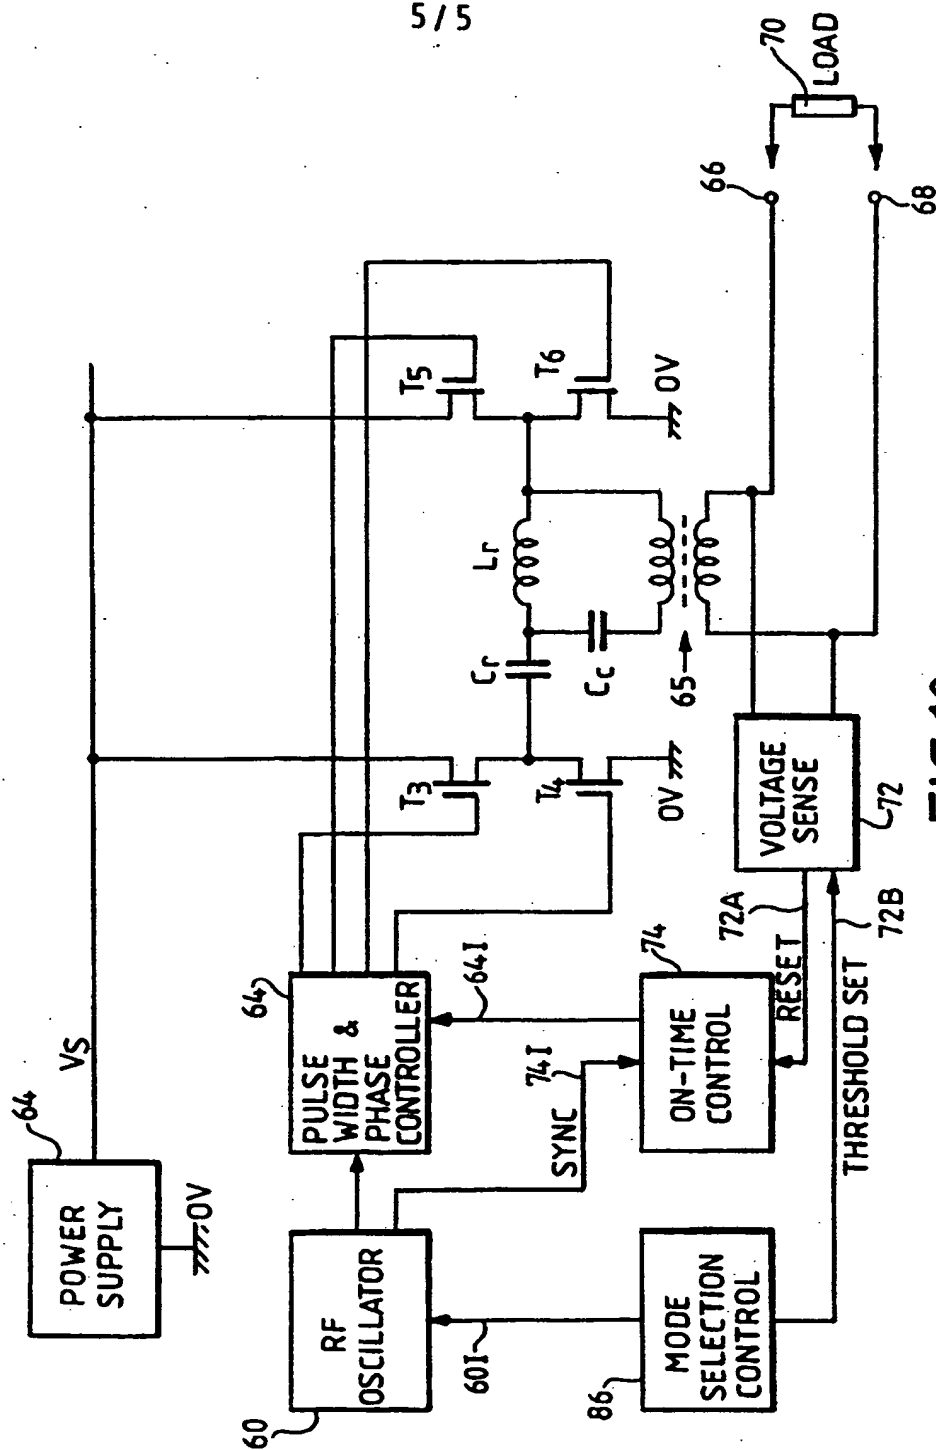 5/5
POWER
SUPPLY
64
VS
0V
RF
OSCILLATOR
60
PULSE
WIDTH &
PHASE
CONTROLLER
64
64I
60I
SYNC
74I
MODE
SELECTION
CONTROL
86
ON-TIME
CONTROL
74
RESET
72A
THRESHOLD SET
72B
VOLTAGE
SENSE
72
T3
T4
0V
Cr
Lr
Cc
65
T5
T6
0V
66
68
70
LOAD